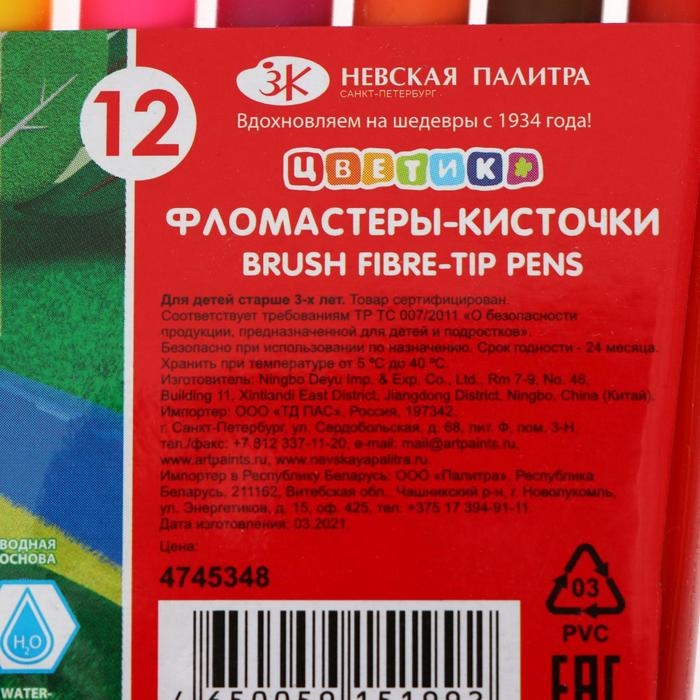 12
ЗК НЕВСКАЯ ПАЛИТРА
САНКТ-ПЕТЕРБУРГ
Вдохновляем на шедевры с 1934 года!
ЦВЕТИК
ФЛОМАСТЕРЫ-КИСТОЧКИ
BRUSH FIBRE-TIP PENS
Для детей старше 3-х лет. Товар сертифицирован.
Соответствует требованиям ТР ТС 007/2011 «О безопасности
продукции, предназначенной для детей и подростков».
Безопасно при использовании по назначению. Срок годности - 24 месяца.
Хранить при температуре от 5 °С до 40 °С.
Изготовитель: Ningbo Deyu Imp. & Exp. Co., Ltd., Rm 7-9, No. 46,
Building 11, Xintiandi East District, Jiangdong District, Ningbo, China (Китай).
Импортер: ООО «ТД ПАС», Россия, 197342,
г. Санкт-Петербург, ул. Сердобольская, д. 68, лит. Ф, пом. 3-Н,
тел./факс: +7 812 337-11-20, e-mail: mail@artpaints.ru,
www.artpaints.ru, www.nevskayapalitra.ru
Импортер в Республику Беларусь: ООО «Палитра», Республика
Беларусь, 211162, Витебская обл., Чашникский р-н, г. Новолукомль,
ул. Энергетиков, д. 15, оф. 425, тел. +375 17 394-91-11.
Дата изготовления: 03.2021.
Цена:
4745348
ВОДНАЯ
ОСНОВА
H2O
WATER-
03
PVC
EAC